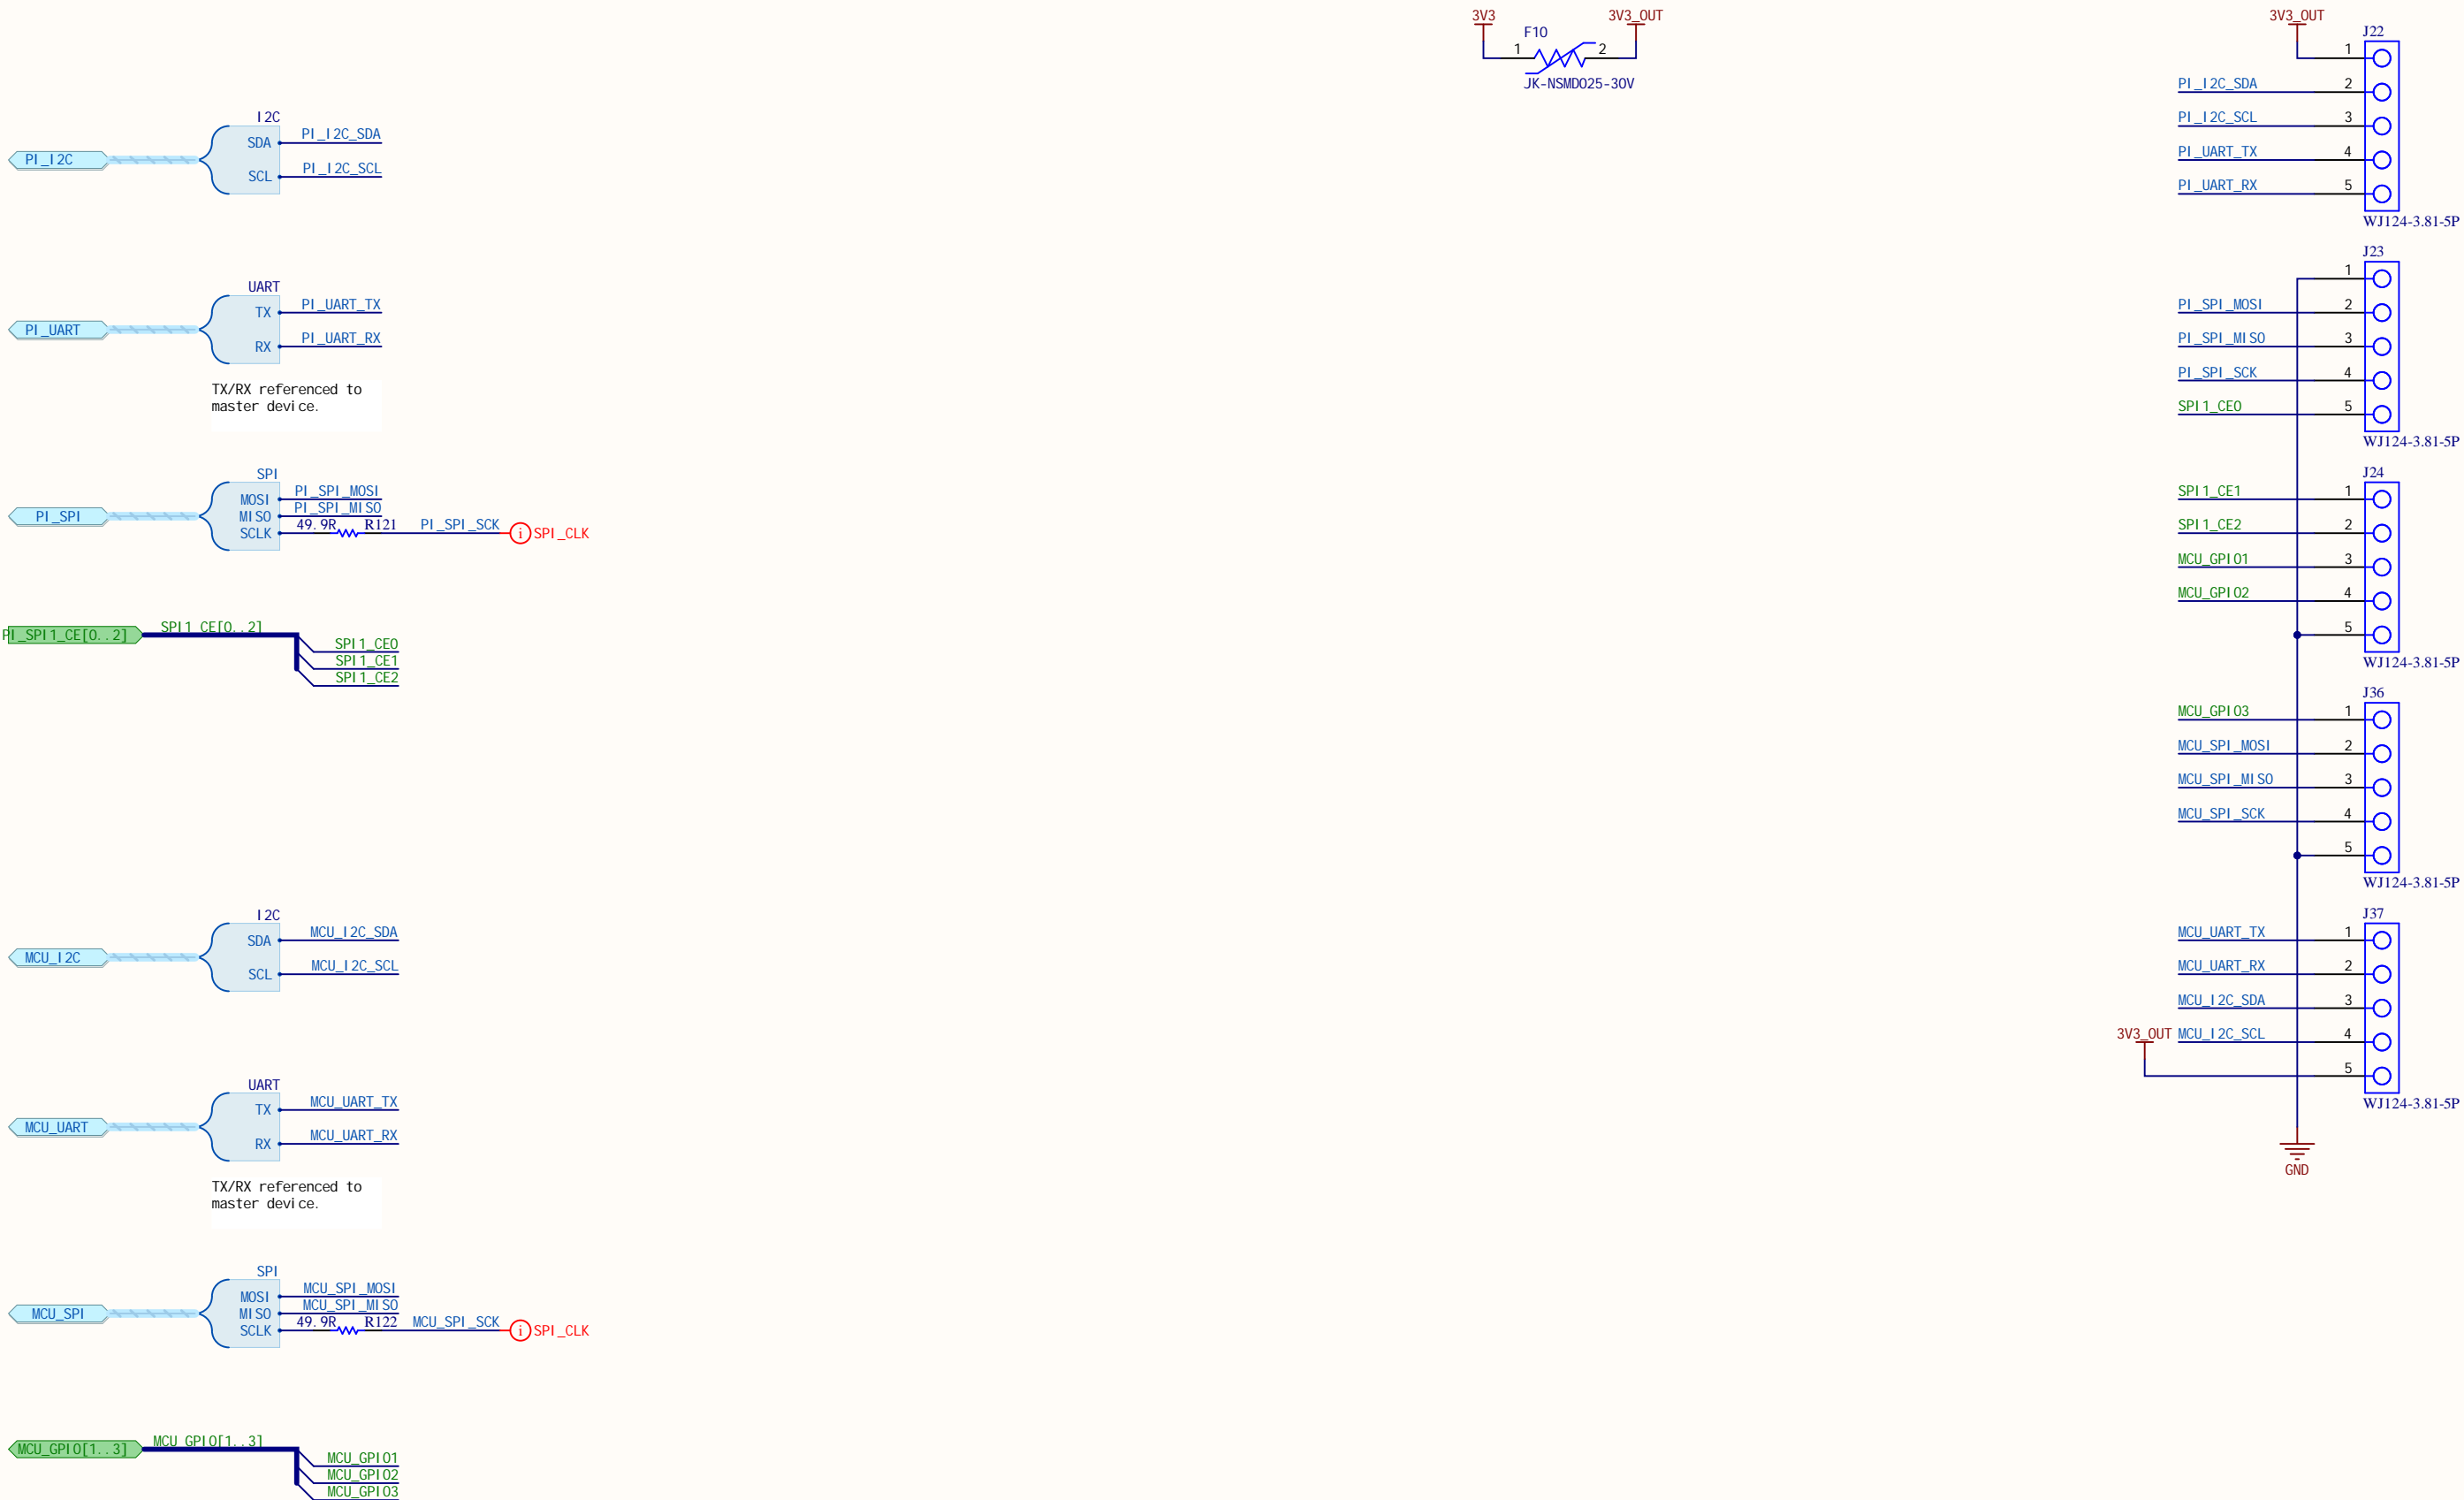 3V3
3V3_OUT
F10
1
2
JK-NSMD025-30V
I2C
SDA
SCL
PI_I2C
PI_I2C_SDA
PI_I2C_SCL
UART
TX
RX
PI_UART
PI_UART_TX
PI_UART_RX
TX/RX referenced to
master device.
SPI
MOSI
MISO
SCLK
PI_SPI
PI_SPI_MOSI
PI_SPI_MISO
49.9R R121 PI_SPI_SCK
SPI_CLK
PI_SPI1_CE[0..2]
SPI1_CE[0..2]
SPI1_CE0
SPI1_CE1
SPI1_CE2
I2C
SDA
SCL
MCU_I2C
MCU_I2C_SDA
MCU_I2C_SCL
UART
TX
RX
MCU_UART
MCU_UART_TX
MCU_UART_RX
TX/RX referenced to
master device.
SPI
MOSI
MISO
SCLK
MCU_SPI
MCU_SPI_MOSI
MCU_SPI_MISO
49.9R R122 MCU_SPI_SCK
SPI_CLK
MCU_GPIO[1..3]
MCU_GPIO[1..3]
MCU_GPIO1
MCU_GPIO2
MCU_GPIO3
3V3_OUT
J22
1
PI_I2C_SDA 2
PI_I2C_SCL 3
PI_UART_TX 4
PI_UART_RX 5
WJ124-3.81-5P
J23
1
PI_SPI_MOSI 2
PI_SPI_MISO 3
PI_SPI_SCK 4
SPI1_CE0 5
WJ124-3.81-5P
J24
SPI1_CE1 1
SPI1_CE2 2
MCU_GPIO1 3
MCU_GPIO2 4
5
WJ124-3.81-5P
J36
MCU_GPIO3 1
MCU_SPI_MOSI 2
MCU_SPI_MISO 3
MCU_SPI_SCK 4
5
WJ124-3.81-5P
J37
MCU_UART_TX 1
MCU_UART_RX 2
MCU_I2C_SDA 3
3V3_OUT MCU_I2C_SCL 4
5
WJ124-3.81-5P
GND